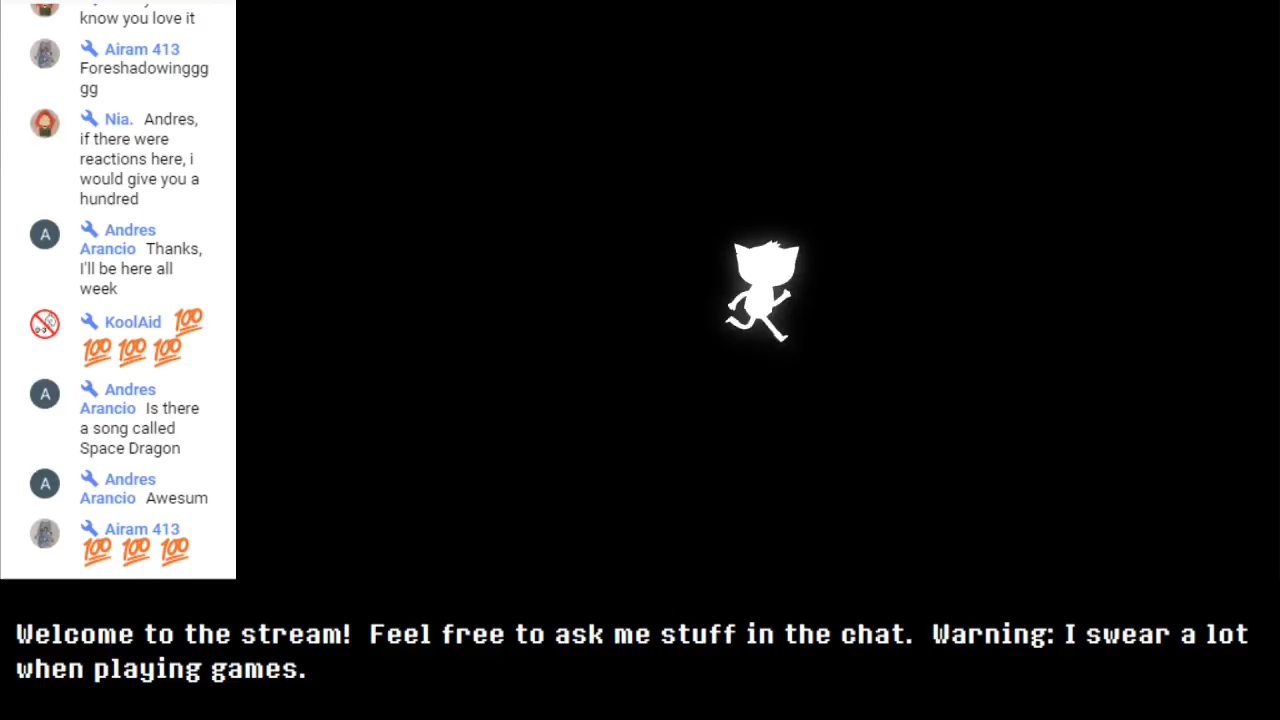 know you love it
Airam 413
Foreshadowinggg
gg
Nia. Andres,
if there were
reactions here, i
would give you a
hundred
A
Andres
Arancio Thanks,
I'll be here all
week
KoolAid 💯
💯 💯 💯
A
Andres
Arancio Is there
a song called
Space Dragon
A
Andres
Arancio Awesum
Airam 413
💯 💯 💯
Welcome to the stream! Feel free to ask me stuff in the chat. Warning: I swear a lot
when playing games.